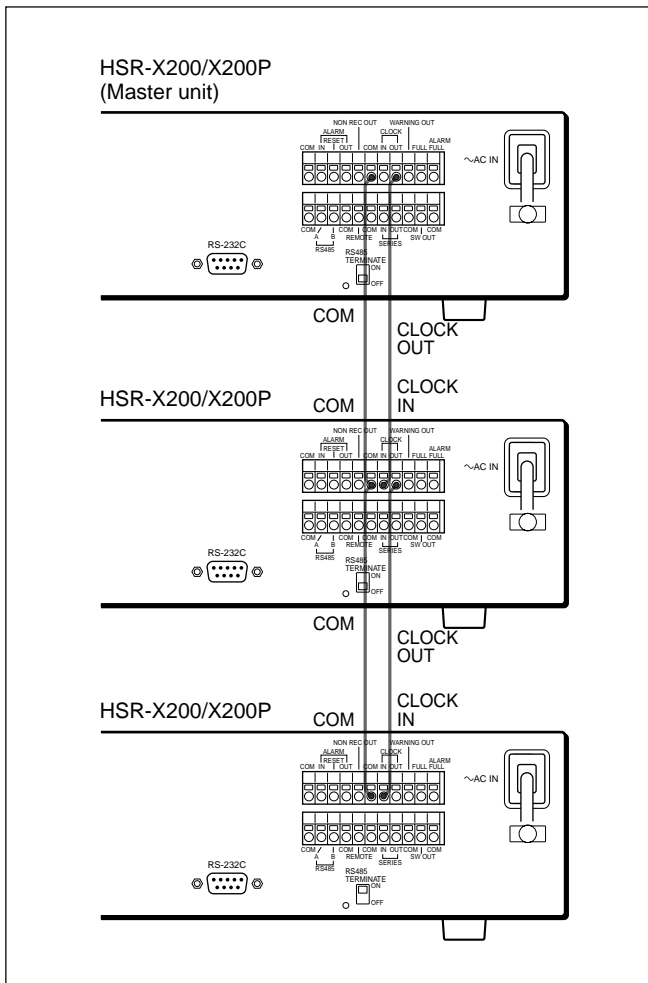 HSR-X200/X200P
(Master unit)
NON REC OUT WARNING OUT
ALARM CLOCK ALARM
RESET
COM IN OUT COM IN OUT FULL FULL
~AC IN
COM COM COM IN OUT COM COM
A B REMOTE SERIES SW OUT
RS485
RS-232C
RS485
TERMINATE
ON
OFF
COM
CLOCK
OUT
CLOCK
IN
HSR-X200/X200P
COM
NON REC OUT WARNING OUT
ALARM CLOCK ALARM
RESET
COM IN OUT COM IN OUT FULL FULL
~AC IN
COM COM COM IN OUT COM COM
A B REMOTE SERIES SW OUT
RS485
RS-232C
RS485
TERMINATE
ON
OFF
COM
CLOCK
OUT
CLOCK
IN
HSR-X200/X200P
COM
NON REC OUT WARNING OUT
ALARM CLOCK ALARM
RESET
COM IN OUT COM IN OUT FULL FULL
~AC IN
COM COM COM IN OUT COM COM
A B REMOTE SERIES SW OUT
RS485
RS-232C
RS485
TERMINATE
ON
OFF